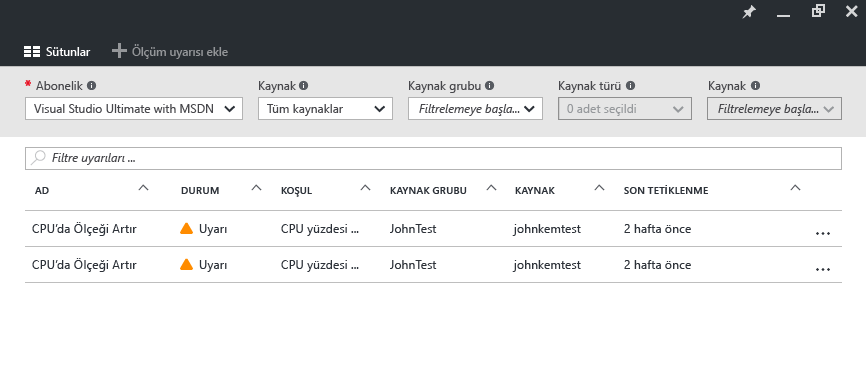 Sütunlar Ölçüm uyarısı ekle
* Abonelik Kaynak Kaynak grubu Kaynak türü Kaynak
Visual Studio Ultimate with MSDN Tüm kaynaklar Filtrelemeye başla... 0 adet seçildi Filtrelemeye başla...
Filtre uyarıları ...
AD DURUM KOŞUL KAYNAK GRUBU KAYNAK SON TETİKLENME
CPU'da Ölçeği Artır Uyarı CPU yüzdesi ... JohnTest johnkemtest 2 hafta önce ...
CPU'da Ölçeği Artır Uyarı CPU yüzdesi ... JohnTest johnkemtest 2 hafta önce ...